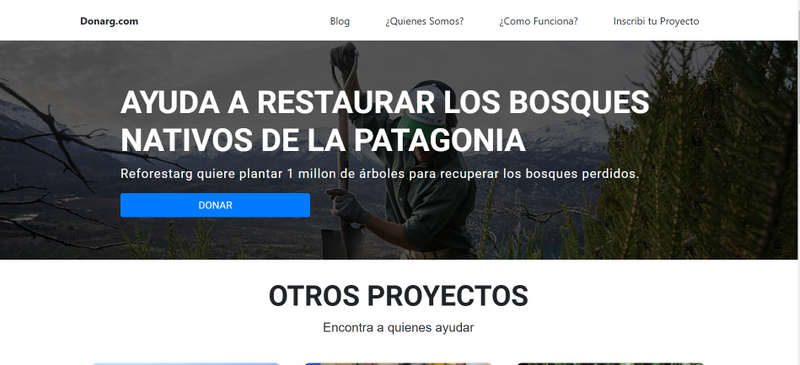 Donarg.com
Blog
¿Quienes Somos?
¿Como Funciona?
Inscribi tu Proyecto
AYUDA A RESTAURAR LOS BOSQUES
NATIVOS DE LA PATAGONIA
Reforestarg quiere plantar 1 millon de árboles para recuperar los bosques perdidos.
DONAR
OTROS PROYECTOS
Encontra a quienes ayudar